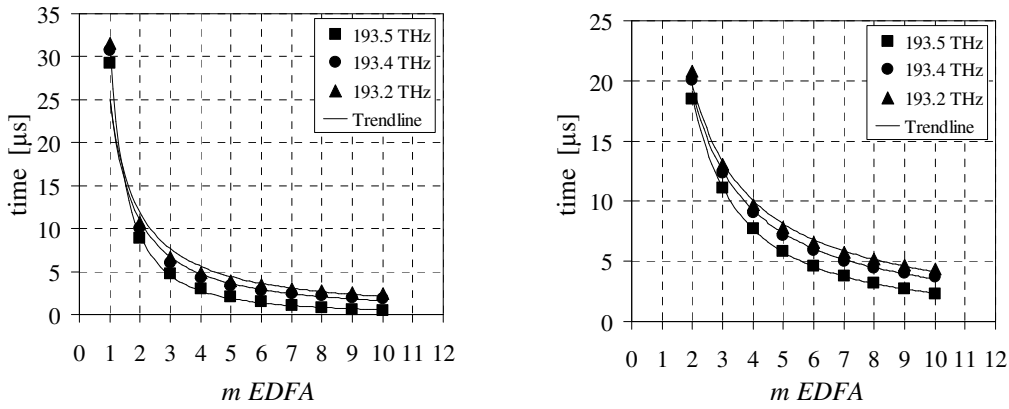 35
30
25
20
15
10
5
0
time [µs]
0 1 2 3 4 5 6 7 8 9 10 11 12
m EDFA
193.5 THz
193.4 THz
193.2 THz
Trendline
25
20
15
10
5
0
time [µs]
0 1 2 3 4 5 6 7 8 9 10 11 12
m EDFA
193.5 THz
193.4 THz
193.2 THz
Trendline